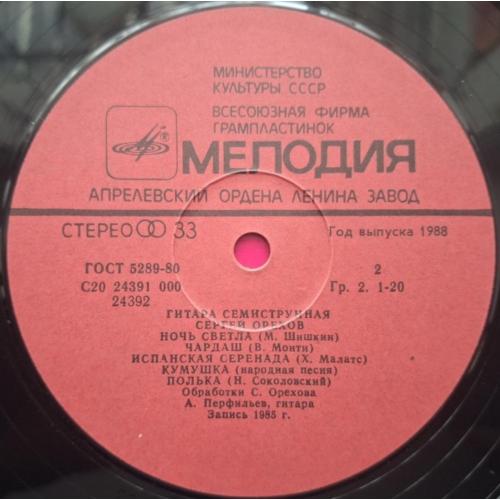 МИНИСТЕРСТВО
КУЛЬТУРЫ СССР
ВСЕСОЮЗНАЯ ФИРМА
ГРАМПЛАСТИНОК
МЕЛОДИЯ
АПРЕЛЕВСКИЙ ОРДЕНА ЛЕНИНА ЗАВОД
СТЕРЕО 33
Год выпуска 1988
ГОСТ 5289-80
2
С20 24391 000
Гр. 2. 1-20
24392
ГИТАРА СЕМИСТРУННАЯ
СЕРГЕЙ ОРЕХОВ
НОЧЬ СВЕТЛА (М. Шишкин)
ЧАРДАШ (В. Монти)
ИСПАНСКАЯ СЕРЕНАДА (Х. Малатс)
КУМУШКА (народная песня)
ПОЛЬКА (Н. Соколовский)
Обработки С. Орехова
А. Перфильев, гитара
Запись 1985 г.